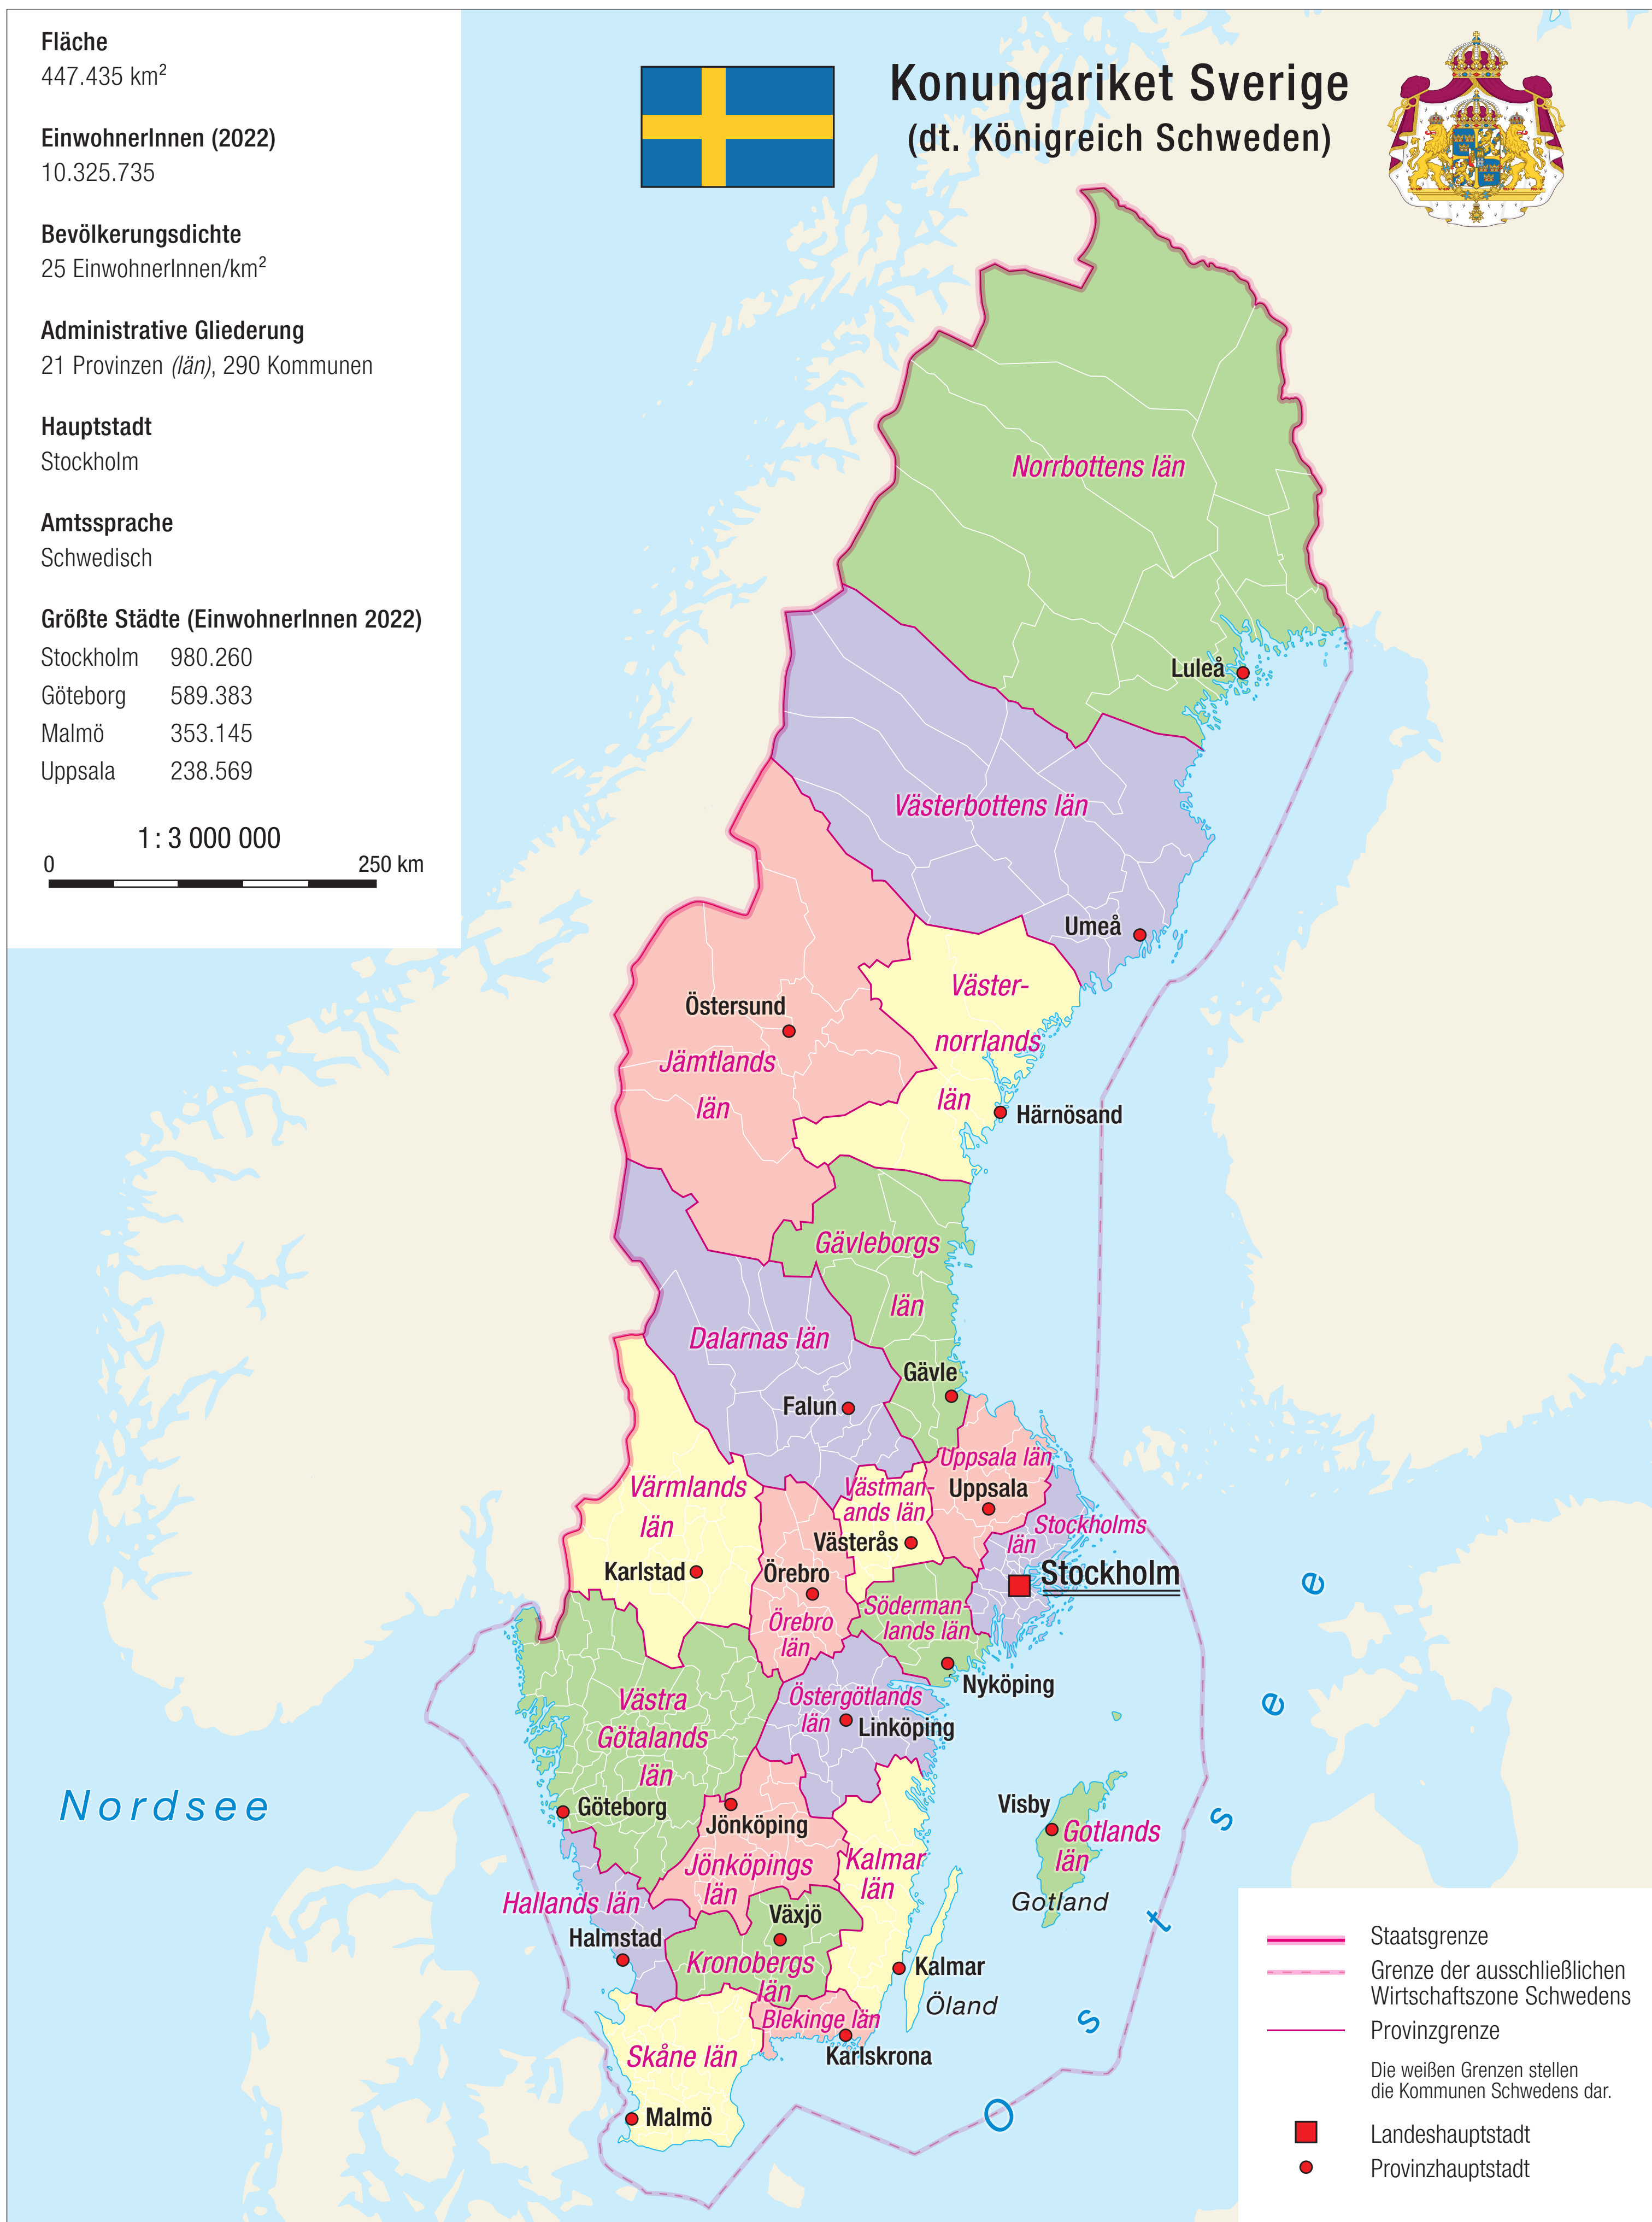 Fläche
447.435 km²
EinwohnerInnen (2022)
10.325.735
Bevölkerungsdichte
25 EinwohnerInnen/km²
Administrative Gliederung
21 Provinzen (län), 290 Kommunen
Hauptstadt
Stockholm
Amtssprache
Schwedisch
Größte Städte (EinwohnerInnen 2022)
Stockholm 980.260
Göteborg 589.383
Malmö 353.145
Uppsala 238.569
1 : 3 000 000
0 250 km
Konungariket Sverige
(dt. Königreich Schweden)
Norrbottens län
Luleå
Västerbottens län
Umeå
Väster-
norrlands
län
Härnösand
Östersund
Jämtlands
län
Gävleborgs
län
Gävle
Dalarnas län
Falun
Uppsala län
Uppsala
Värmlands
län
Karlstad
Västman-
ands län
Västerås
Örebro
Örebro
län
Stockholms
län
Stockholm
Söderman-
lands län
Nyköping
Östergötlands
län
Linköping
Västra
Götalands
län
Göteborg
Jönköping
Jönköpings
län
Kalmar
län
Kalmar
Öland
Visby
Gotlands
län
Gotland
Hallands län
Halmstad
Växjö
Kronobergs
län
Blekinge län
Karlskrona
Skåne län
Malmö
Nordsee
Ostsee
Staatsgrenze
Grenze der ausschließlichen
Wirtschaftszone Schwedens
Provinzgrenze
Die weißen Grenzen stellen
die Kommunen Schwedens dar.
Landeshauptstadt
Provinzhauptstadt